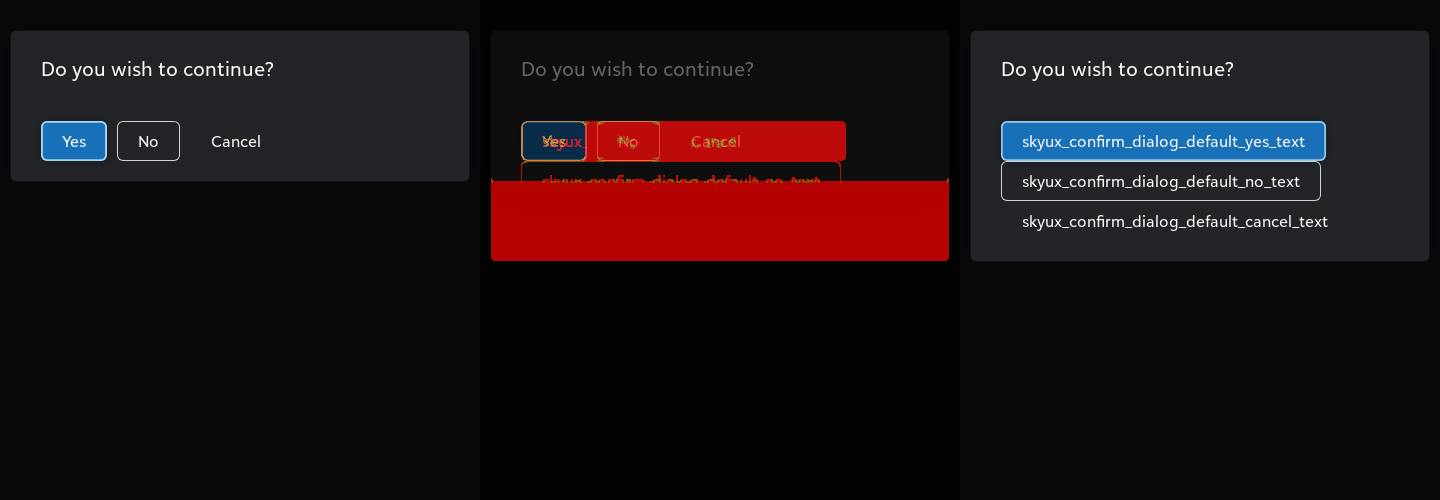 Do you wish to continue?
Yes No Cancel
Do you wish to continue?
Yes No Cancel
skyux_confirm_dialog_default_no_text
Do you wish to continue?
skyux_confirm_dialog_default_yes_text
skyux_confirm_dialog_default_no_text
skyux_confirm_dialog_default_cancel_text